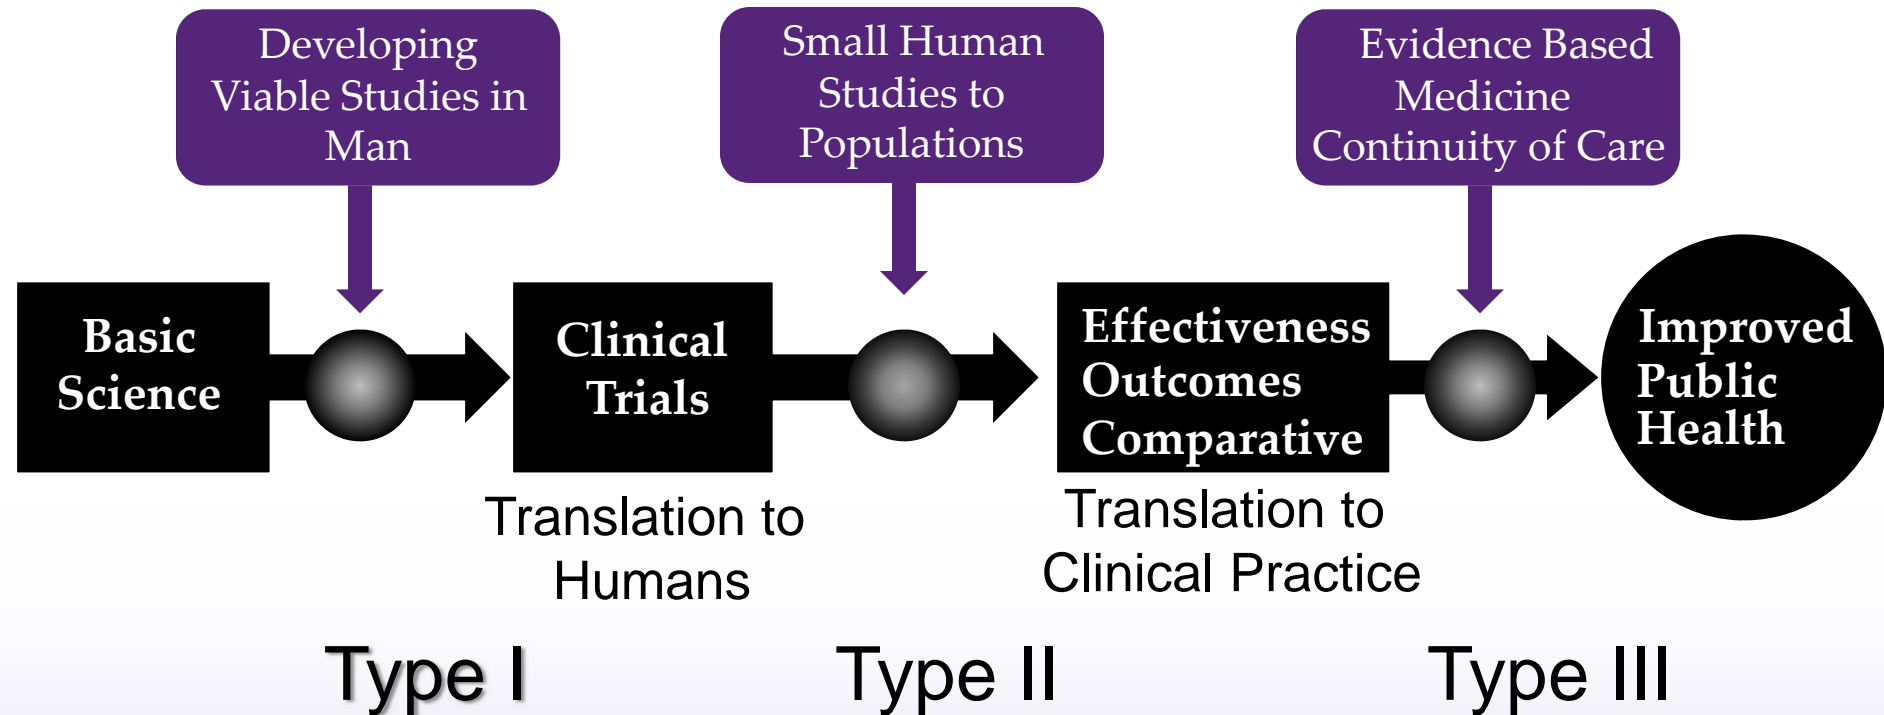 Developing
Viable Studies in
Man
Small Human
Studies to
Populations
Evidence Based
Medicine
Continuity of Care
Basic
Science
Clinical
Trials
Effectiveness
Outcomes
Comparative
Improved
Public
Health
Translation to
Humans
Translation to
Clinical Practice
Type I
Type II
Type III